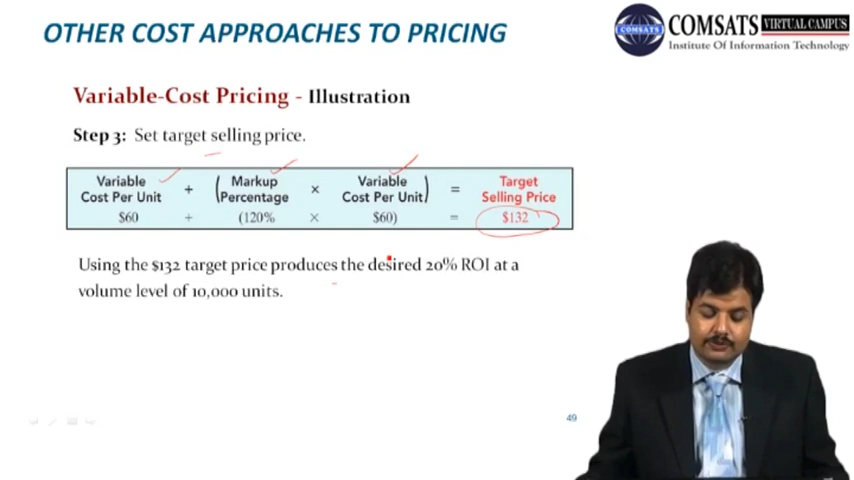 OTHER COST APPROACHES TO PRICING
COMSATS VIRTUAL CAMPUS
Institute Of Information Technology
COMSATS
Variable-Cost Pricing - Illustration
Step 3: Set target selling price.
Variable Cost Per Unit + (Markup Percentage × Variable Cost Per Unit) = Target Selling Price
$60 + (120% × $60) = $132
Using the $132 target price produces the desired 20% ROI at a
volume level of 10,000 units.
49